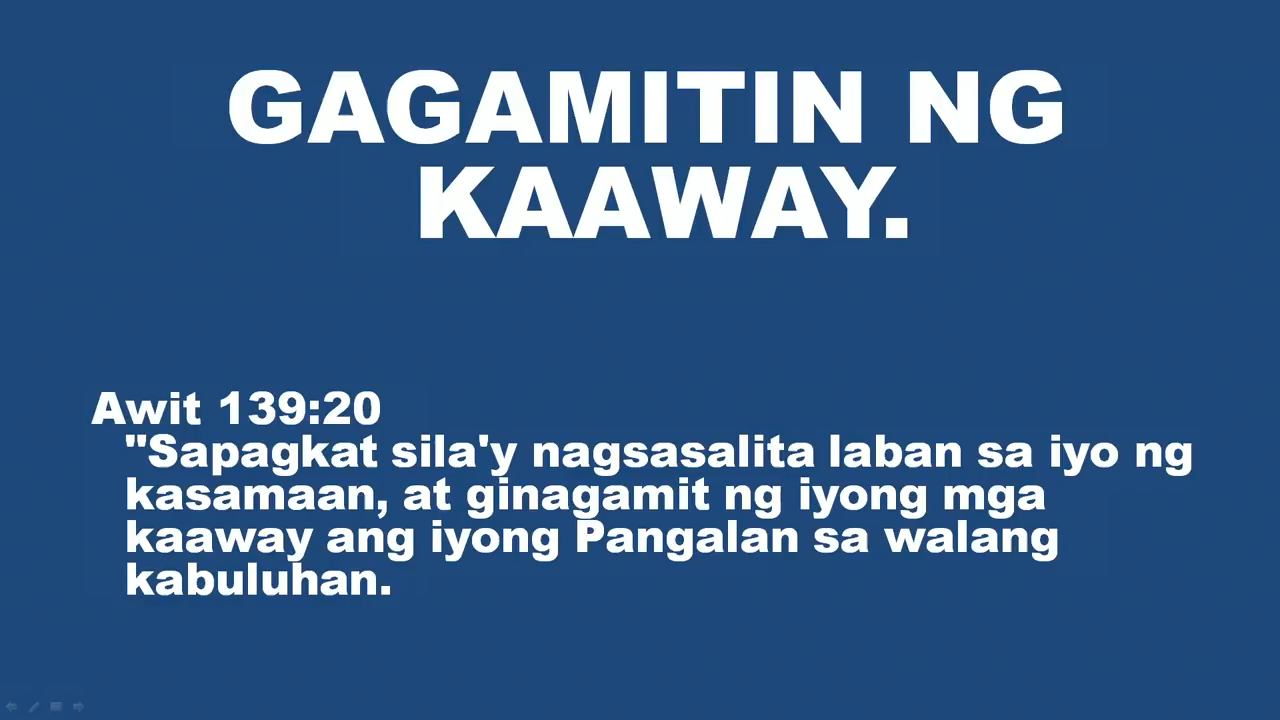 GAGAMITIN NG
KAAWAY.
Awit 139:20
"Sapagkat sila'y nagsasalita laban sa iyo ng
kasamaan, at ginagamit ng iyong mga
kaaway ang iyong Pangalan sa walang
kabuluhan.